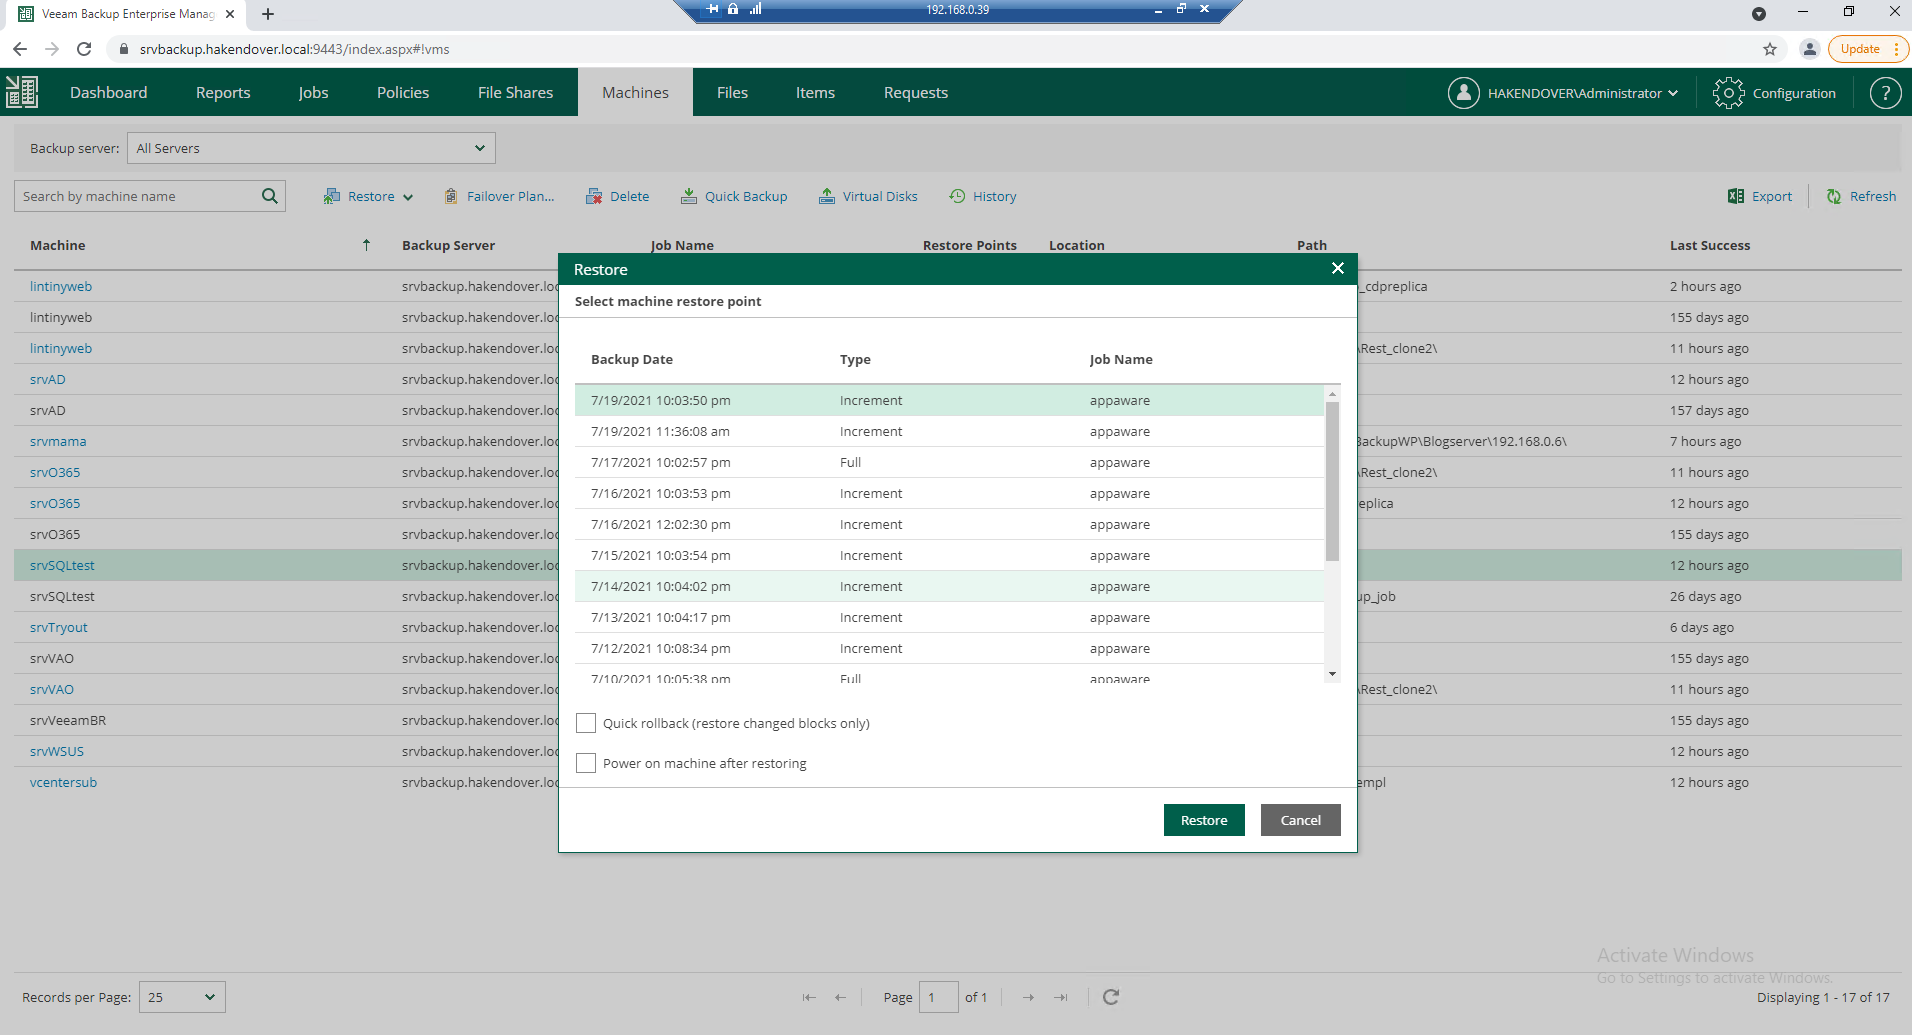 Veeam Backup Enterprise Manag
192.168.0.39
srvbackup.hakendover.local:9443/index.aspx#!vms
Update
Dashboard Reports Jobs Policies File Shares Machines Files Items Requests HAKENDOVER\Administrator Configuration ?
Backup server: All Servers
Search by machine name Restore Failover Plan... Delete Quick Backup Virtual Disks History Export Refresh
Machine Backup Server Job Name Restore Points Location Path Last Success
lintinyweb srvbackup.hakendover.loc _cdpreplica 2 hours ago
lintinyweb srvbackup.hakendover.loc 155 days ago
lintinyweb srvbackup.hakendover.loc \Rest_clone2\ 11 hours ago
srvAD srvbackup.hakendover.loc 12 hours ago
srvAD srvbackup.hakendover.loc 157 days ago
srvmama srvbackup.hakendover.loc BackupWP\Blogserver\192.168.0.6\ 7 hours ago
srvO365 srvbackup.hakendover.loc \Rest_clone2\ 11 hours ago
srvO365 srvbackup.hakendover.loc eplica 12 hours ago
srvO365 srvbackup.hakendover.loc 155 days ago
srvSQLtest srvbackup.hakendover.loc 12 hours ago
srvSQLtest srvbackup.hakendover.loc up_job 26 days ago
srvTryout srvbackup.hakendover.loc 6 days ago
srvVAO srvbackup.hakendover.loc 155 days ago
srvVAO srvbackup.hakendover.loc \Rest_clone2\ 11 hours ago
srvVeeamBR srvbackup.hakendover.loc 155 days ago
srvWSUS srvbackup.hakendover.loc 12 hours ago
vcentersub srvbackup.hakendover.loc empl 12 hours ago
Restore
Select machine restore point
Backup Date Type Job Name
7/19/2021 10:03:50 pm Increment appaware
7/19/2021 11:36:08 am Increment appaware
7/17/2021 10:02:57 pm Full appaware
7/16/2021 10:03:53 pm Increment appaware
7/16/2021 12:02:30 pm Increment appaware
7/15/2021 10:03:54 pm Increment appaware
7/14/2021 10:04:02 pm Increment appaware
7/13/2021 10:04:17 pm Increment appaware
7/12/2021 10:08:34 pm Increment appaware
7/10/2021 10:05:38 pm Full appaware
Quick rollback (restore changed blocks only)
Power on machine after restoring
Restore Cancel
Activate Windows
Go to Settings to activate Windows.
Records per Page: 25 Page 1 of 1 Displaying 1 - 17 of 17